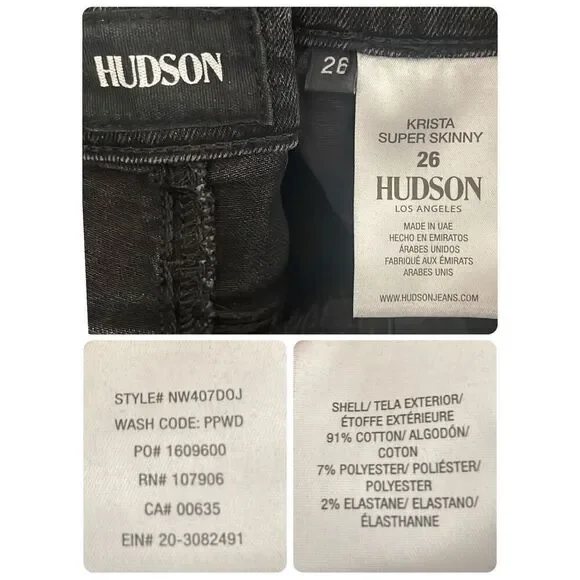 HUDSON
26
KRISTA
SUPER SKINNY
26
HUDSON
LOS ANGELES
MADE IN UAE
HECHO EN EMIRATOS
ÁRABES UNIDOS
FABRIQUÉ AUX ÉMIRATS
ARABES UNIS
WWW.HUDSONJEANS.COM
STYLE# NW407DOJ
WASH CODE: PPWD
PO# 1609600
RN# 107906
CA# 00635
EIN# 20-3082491
SHELL/ TELA EXTERIOR/
ÉTOFFE EXTÉRIEURE
91% COTTON/ ALGODÓN/
COTON
7% POLYESTER/ POLIÉSTER/
POLYESTER
2% ELASTANE/ ELASTANO/
ÉLASTHANNE